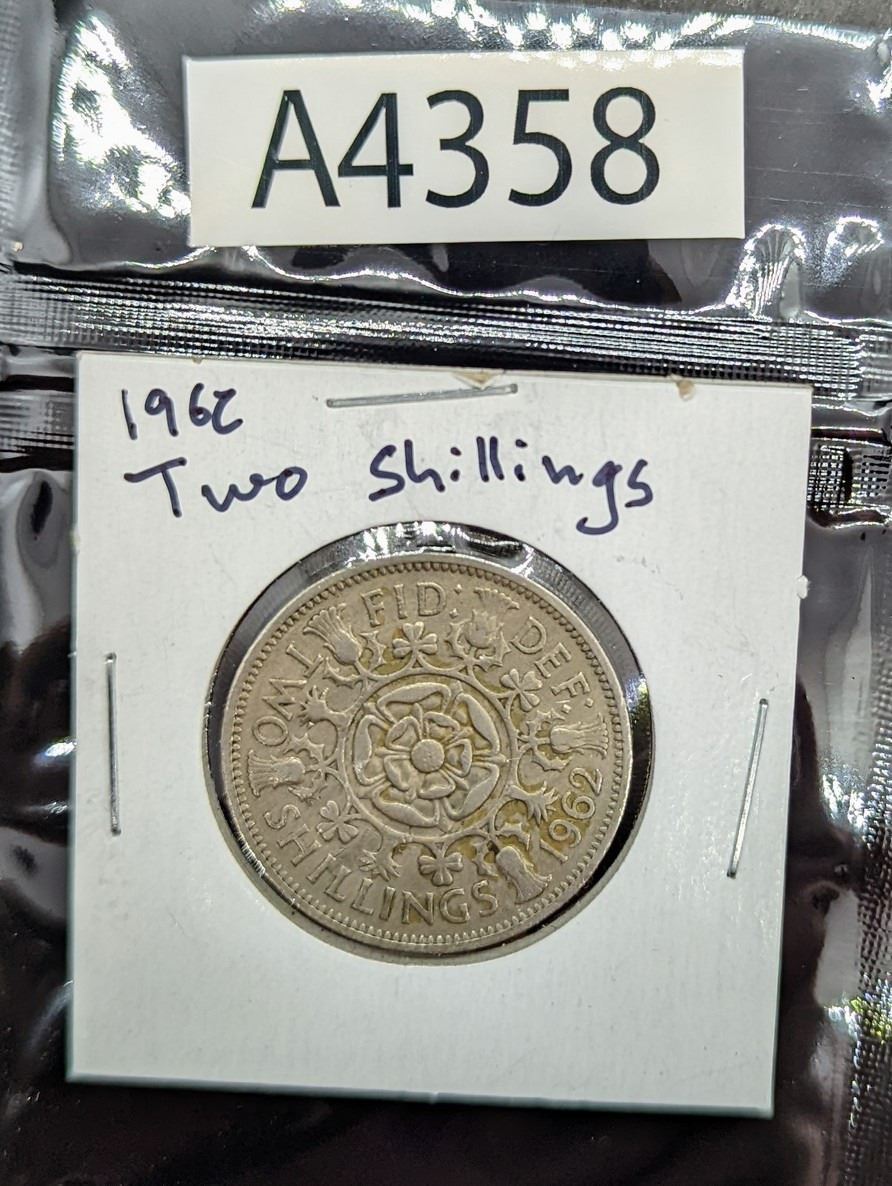 A4358
1962
Two Shillings
FID: DEF: 1962
TWO SHILLINGS